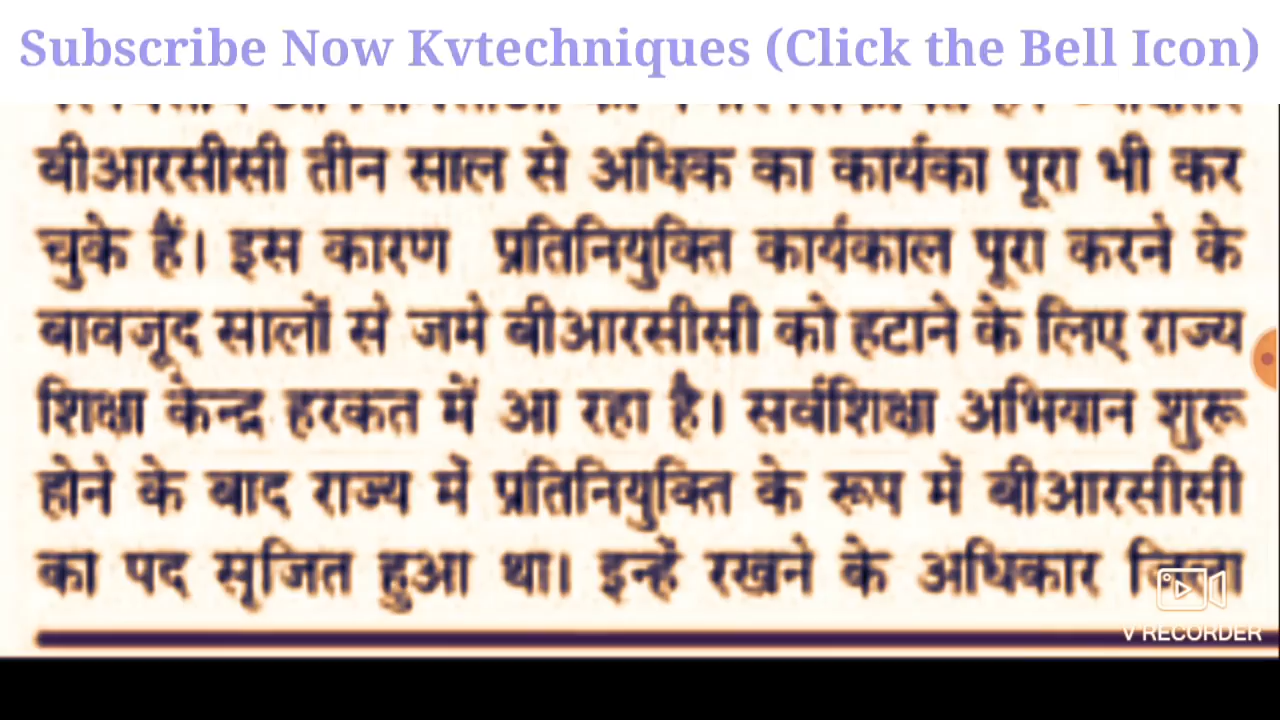 Subscribe Now Kvtechniques (Click the Bell Icon)
बीआरसीसी तीन साल से अधिक का कार्यका पूरा भी कर
चुके हैं। इस कारण प्रतिनियुक्ति कार्यकाल पूरा करने के
बावजूद सालों से जमे बीआरसीसी को हटाने के लिए राज्य
शिक्षा केन्द्र हरकत में आ रहा है। सर्वशिक्षा अभियान शुरू
होने के बाद राज्य में प्रतिनियुक्ति के रूप में बीआरसीसी
का पद सृजित हुआ था। इन्हें रखने के अधिकार जिला
V RECORDER